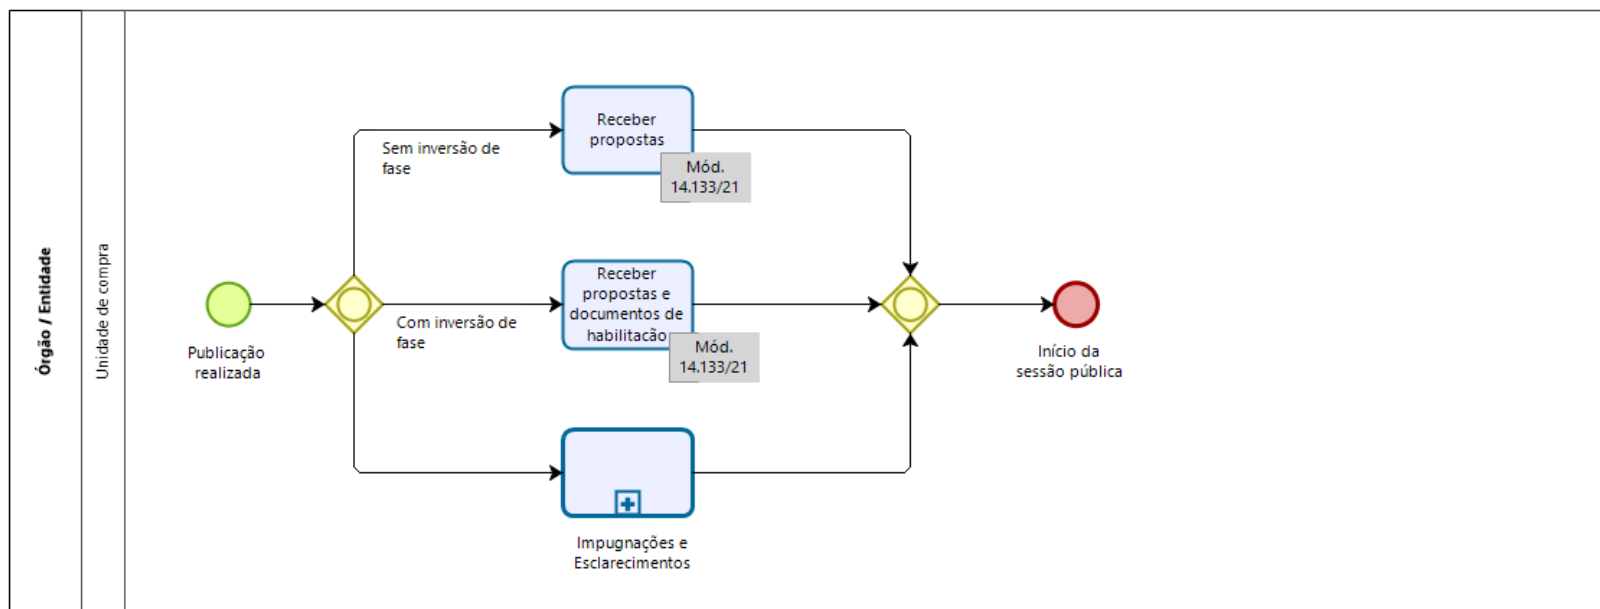 Órgão / Entidade
Unidade de compra
Publicação
realizada
Sem inversão de
fase
Receber
propostas
Mód.
14.133/21
Com inversão de
fase
Receber
propostas e
documentos de
habilitacão
Mód.
14.133/21
Impugnações e
Esclarecimentos
Início da
sessão pública